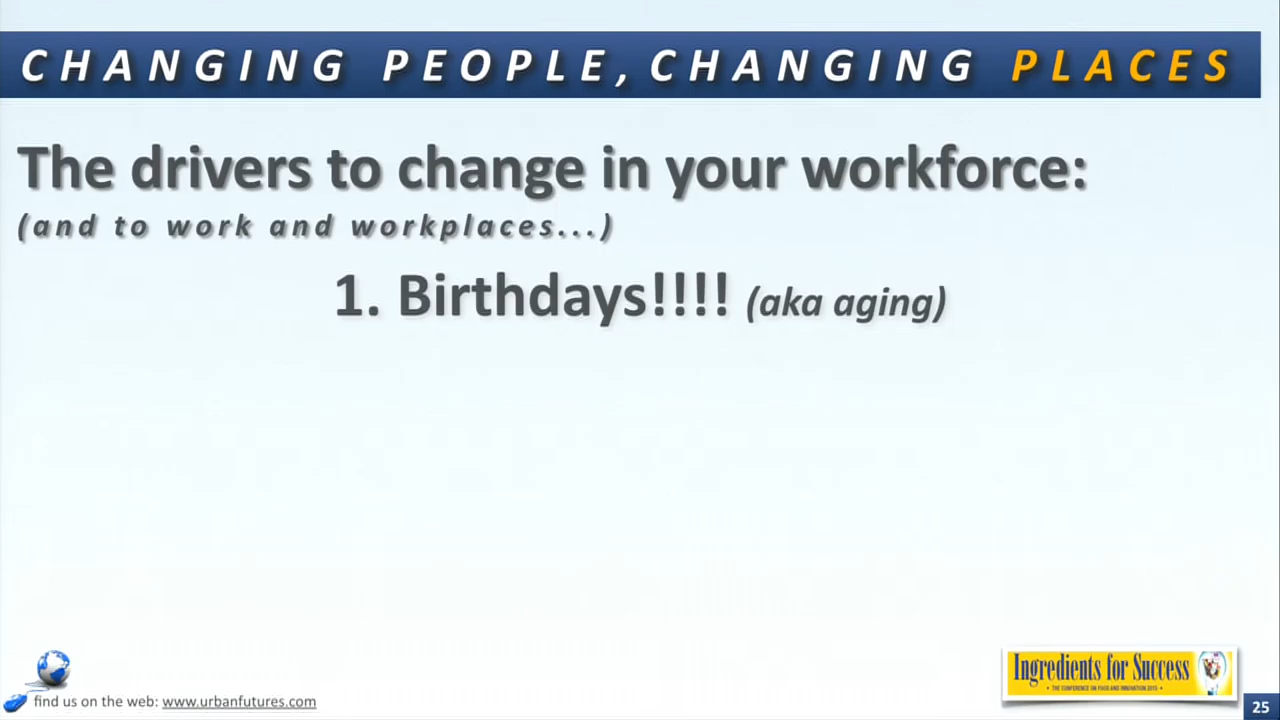 CHANGING PEOPLE, CHANGING PLACES
The drivers to change in your workforce:
(and to work and workplaces...)
1. Birthdays!!!! (aka aging)
Ingredients for Success
• THE CONFERENCE ON FOOD AND INNOVATION 2015 •
find us on the web: www.urbanfutures.com
25